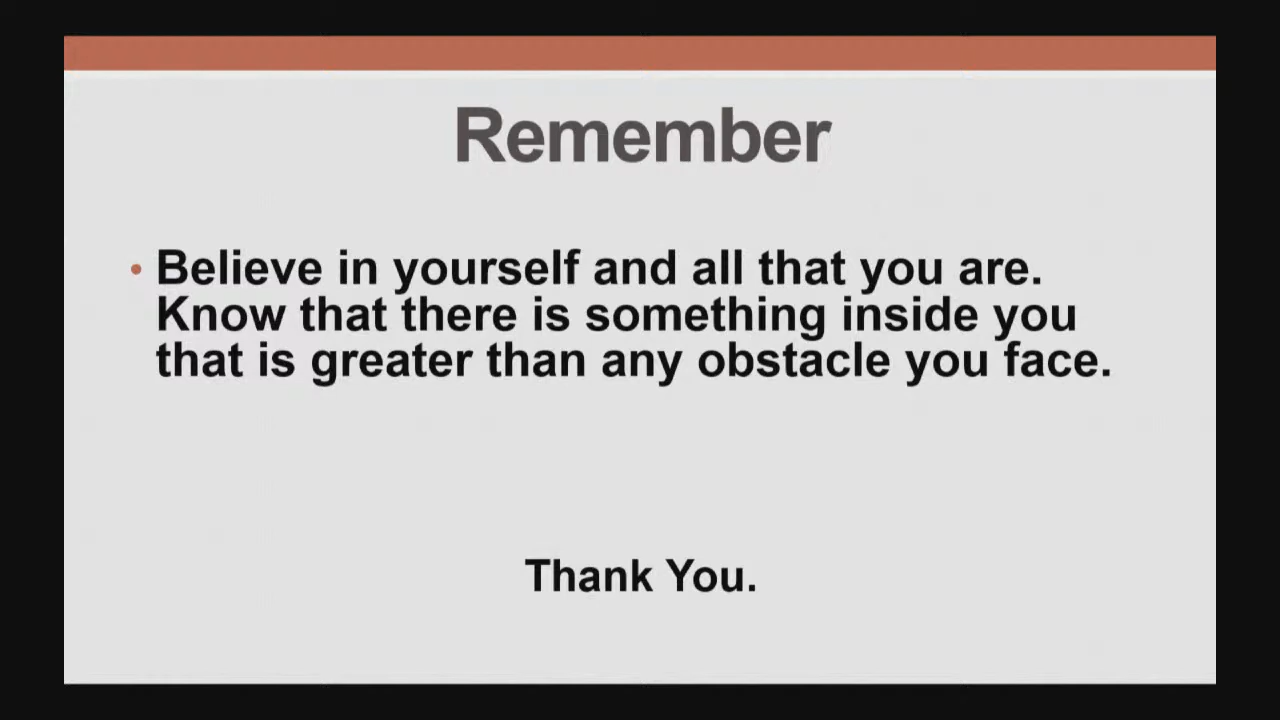 Remember
• Believe in yourself and all that you are.
Know that there is something inside you
that is greater than any obstacle you face.
Thank You.